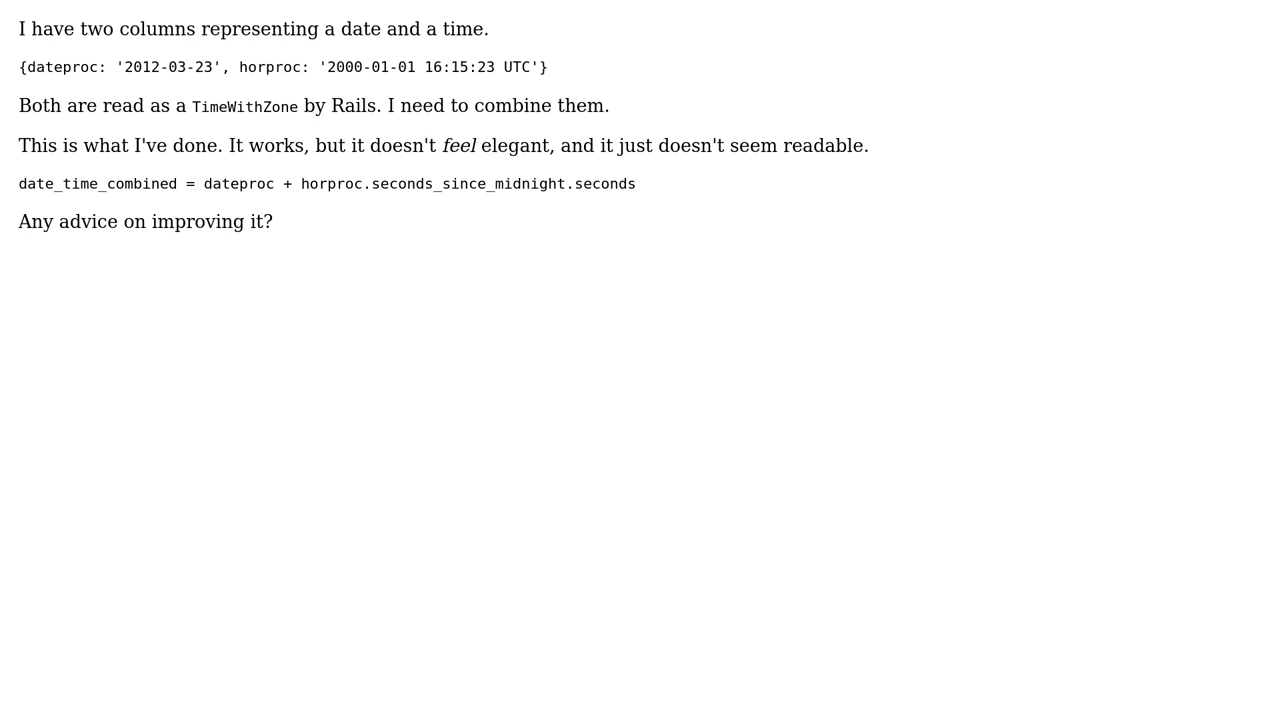 I have two columns representing a date and a time.
{dateproc: '2012-03-23', horproc: '2000-01-01 16:15:23 UTC'}
Both are read as a TimeWithZone by Rails. I need to combine them.
This is what I've done. It works, but it doesn't feel elegant, and it just doesn't seem readable.
date_time_combined = dateproc + horproc.seconds_since_midnight.seconds
Any advice on improving it?